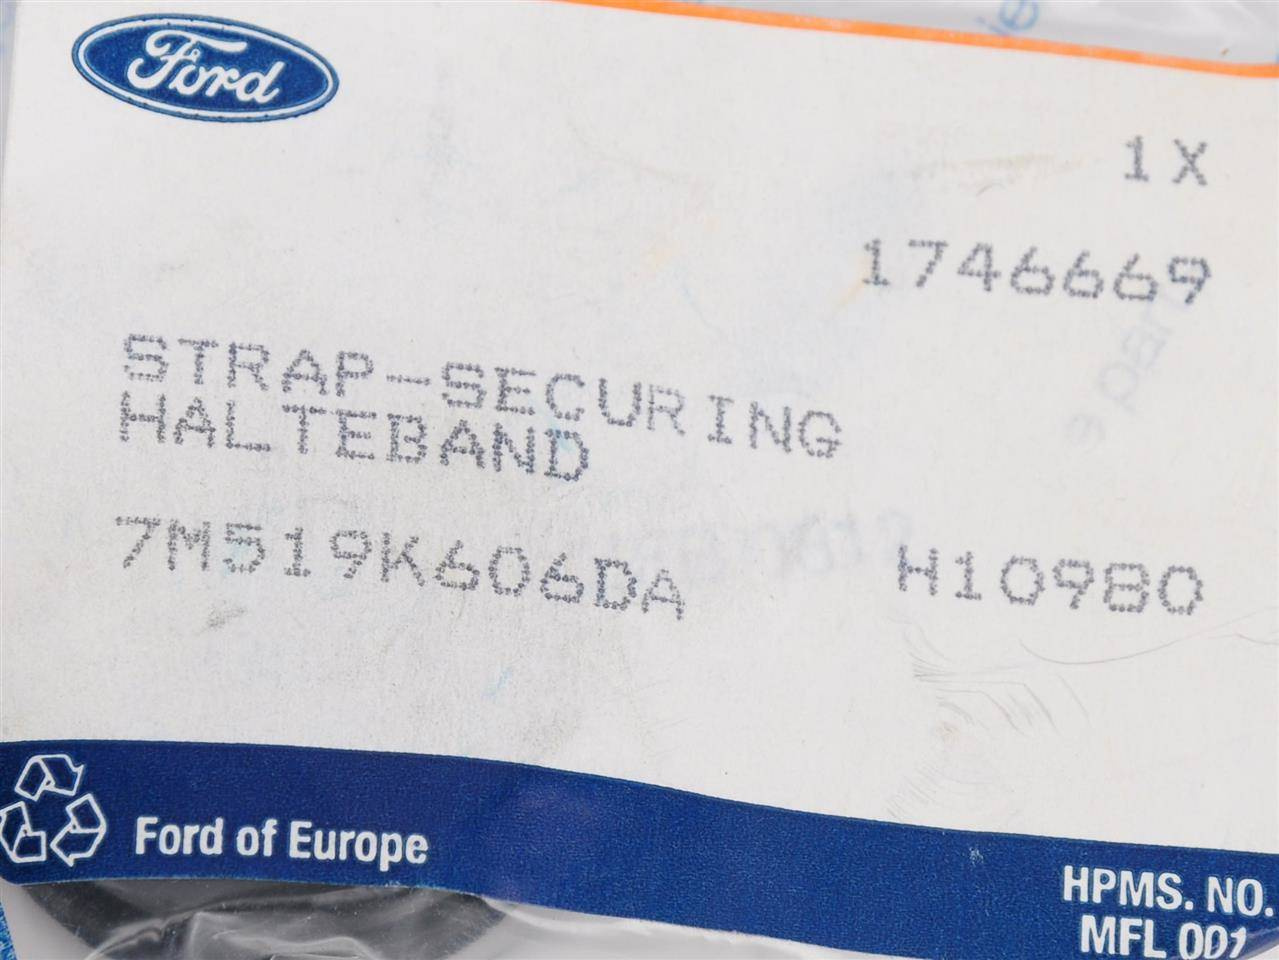 Ford
1X
1746669
STRAP-SECURING
HALTEBAND
7M519K606DA H10980
Ford of Europe
HPMS. NO.
MFL 001